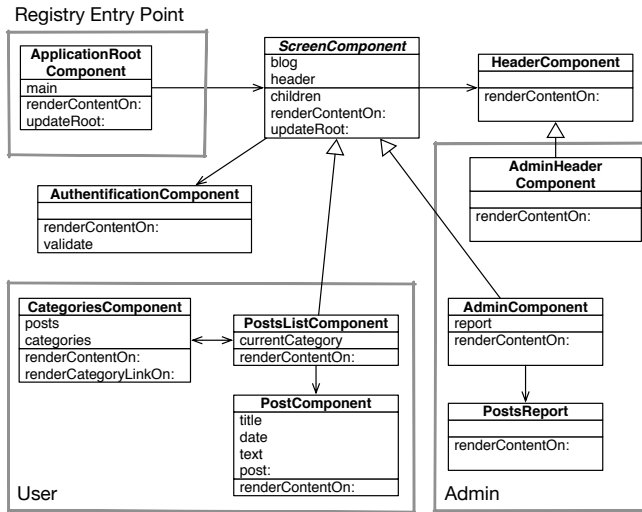 Registry Entry Point
ApplicationRoot
Component
main
renderContentOn:
updateRoot:
ScreenComponent
blog
header
children
renderContentOn:
updateRoot:
HeaderComponent
renderContentOn:
AdminHeader
Component
renderContentOn:
AuthentificationComponent
renderContentOn:
validate
CategoriesComponent
posts
categories
renderContentOn:
renderCategoryLinkOn:
PostsListComponent
currentCategory
renderContentOn:
AdminComponent
report
renderContentOn:
PostComponent
title
date
text
post:
renderContentOn:
PostsReport
renderContentOn:
User
Admin